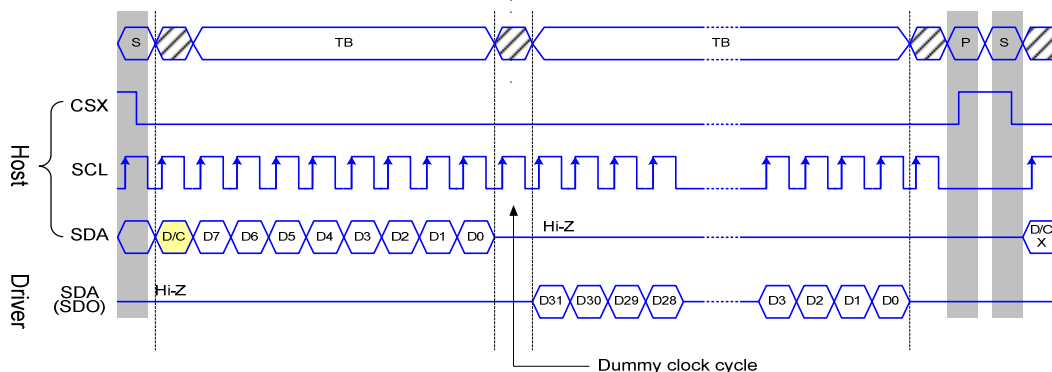 S TB TB P S
CSX
Host
SCL
SDA D/C D7 D6 D5 D4 D3 D2 D1 D0 Hi-Z D/C X
Driver
SDA (SDO) Hi-Z D31 D30 D29 D28 D3 D2 D1 D0
Dummy clock cycle